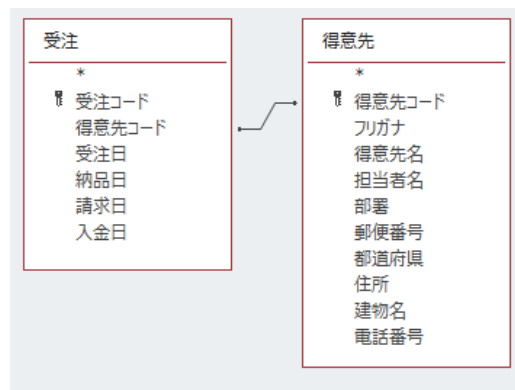 受注
*
受注コード
得意先コード
受注日
納品日
請求日
入金日
得意先
*
得意先コード
フリガナ
得意先名
担当者名
部署
郵便番号
都道府県
住所
建物名
電話番号